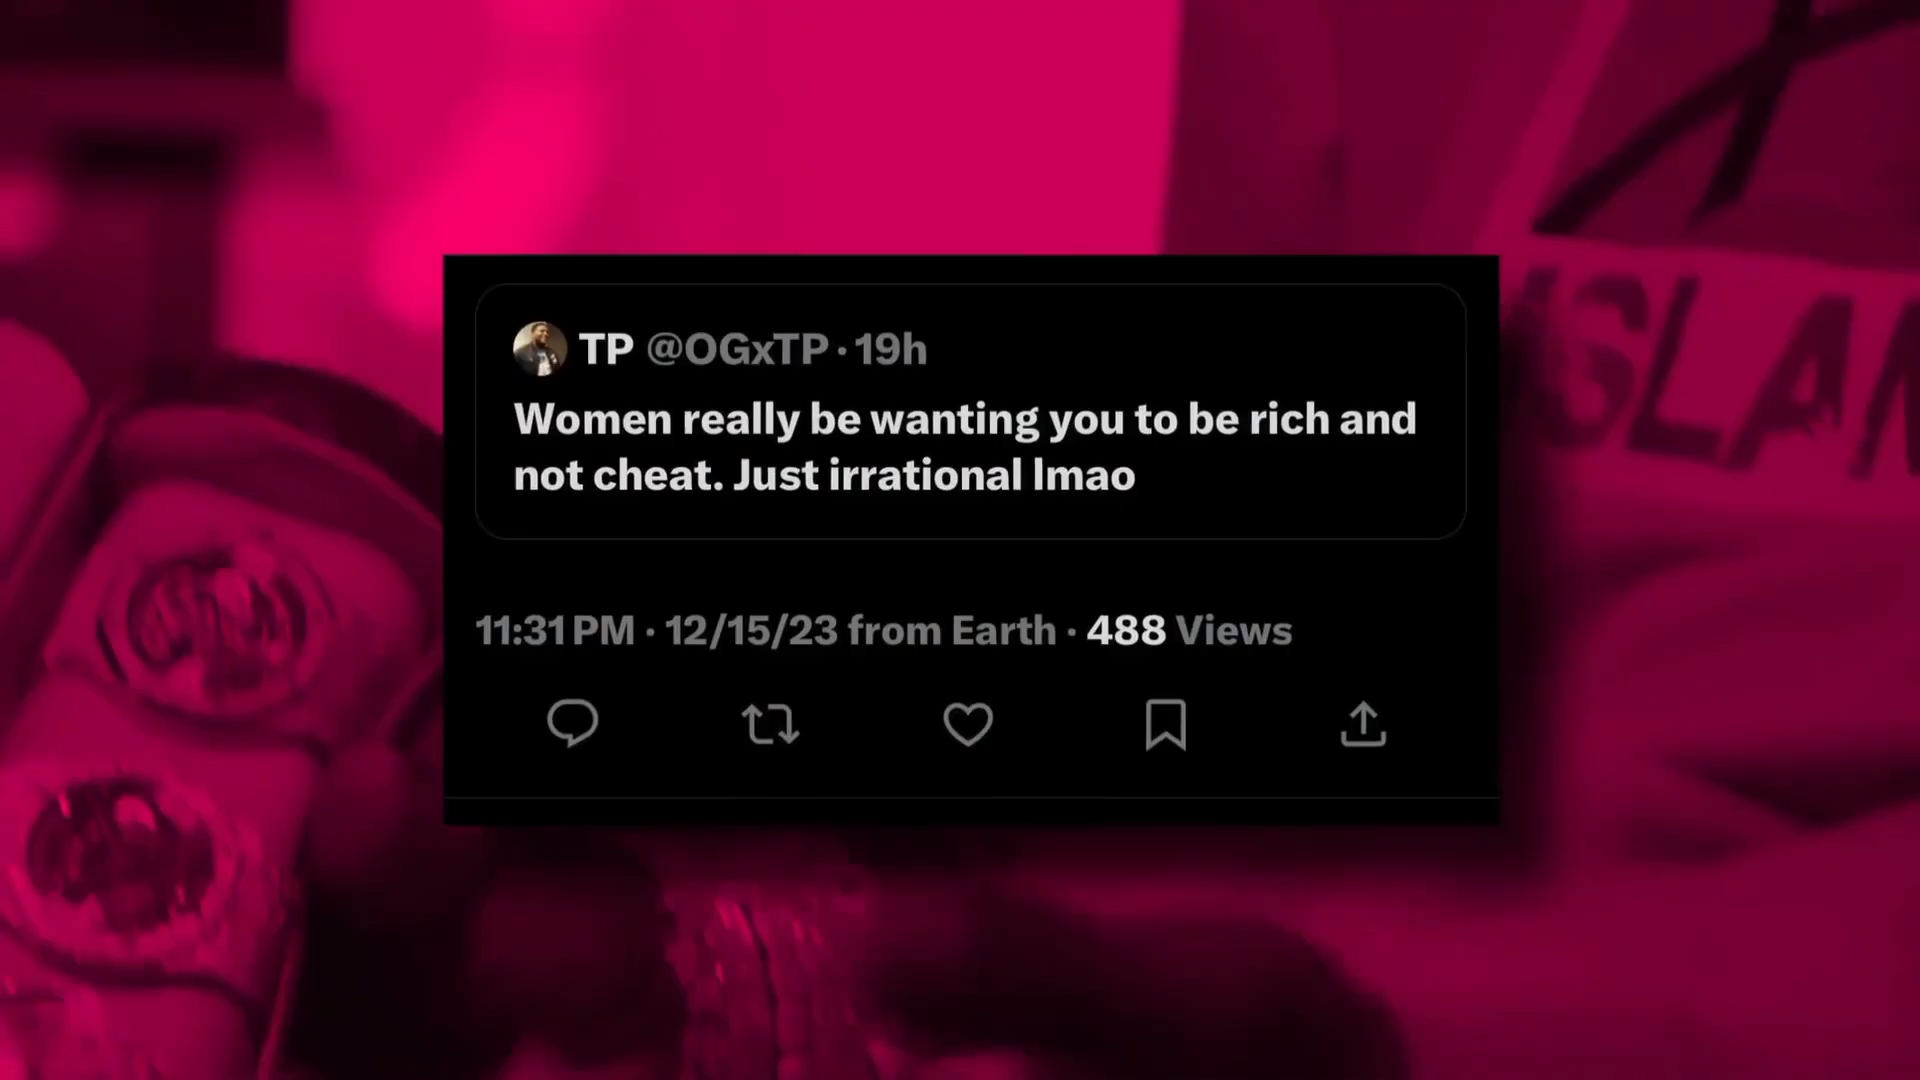 TP @OGxTP · 19h
Women really be wanting you to be rich and
not cheat. Just irrational lmao
11:31 PM · 12/15/23 from Earth · 488 Views